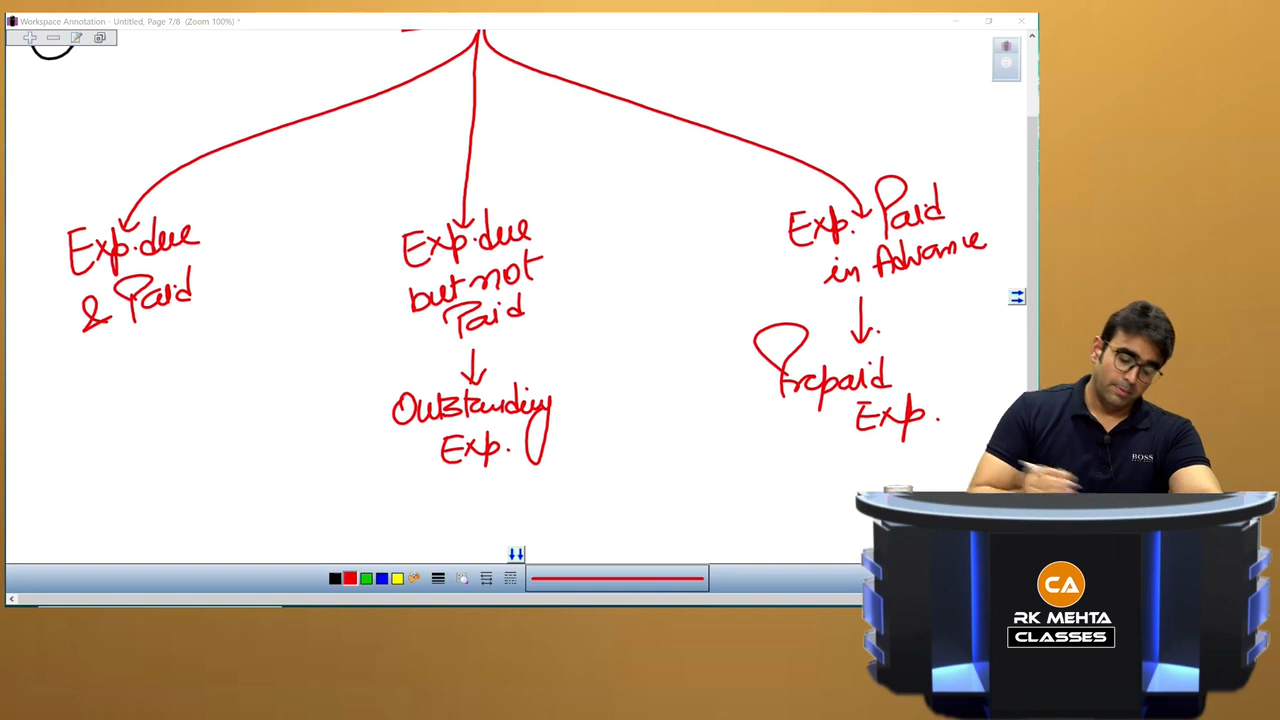 Workspace Annotation - Untitled, Page 7/8 (Zoom 100%) *
Exp. due
& Paid
Exp. due
but not
Paid
Outstanding
Exp.
Exp. Paid
in Advance
Prepaid
Exp.
BOSS
CA
RK MEHTA
CLASSES